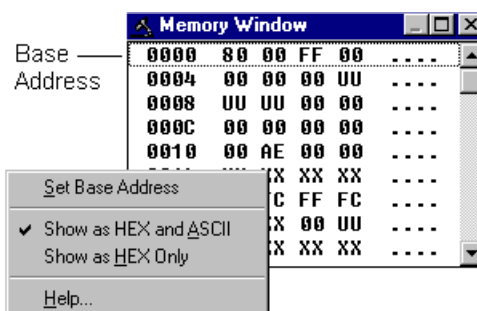 Memory Window
Base
Address
0000 80 00 FF 00 ....
0004 00 00 00 UU ....
0008 UU UU 00 00 ....
000C 00 00 00 00 ....
0010 00 AE 00 00 ....
XX XX ....
Set Base Address
FF FC ....
Show as HEX and ASCII
00 UU ....
Show as HEX Only
XX XX ....
Help...